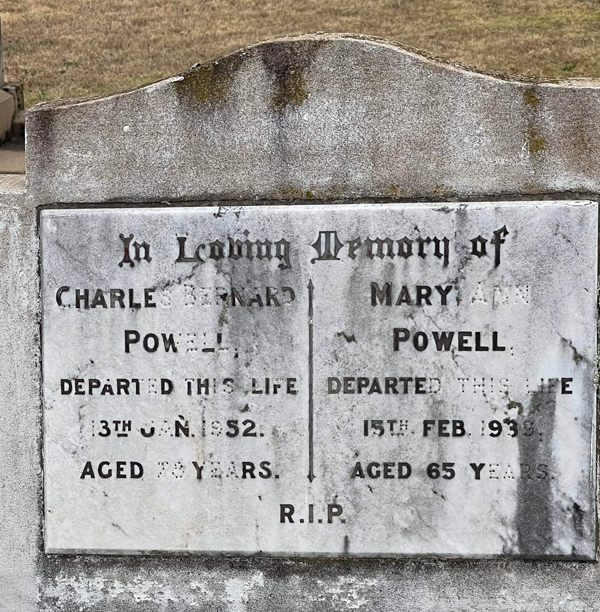 In Loving Memory of
CHARLES BERNARD
POWELL,
DEPARTED THIS LIFE
13TH JAN. 1952.
AGED YEARS.
MARY ANN
POWELL,
DEPARTED THIS LIFE
15TH FEB.
AGED 65 YEARS.
R.I.P.